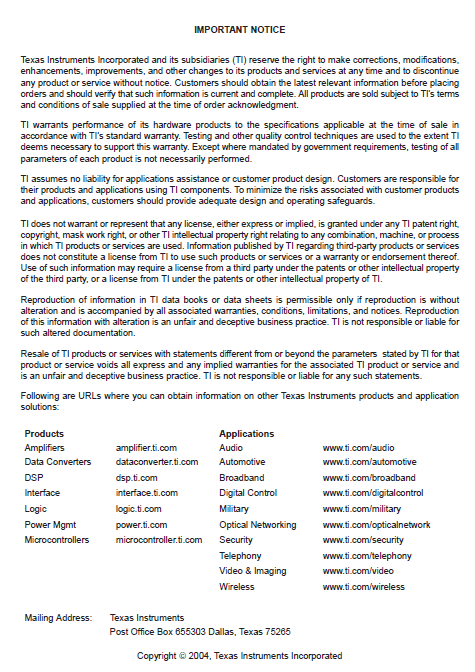 IMPORTANT NOTICE
Texas Instruments Incorporated and its subsidiaries (TI) reserve the right to make corrections, modifications,
enhancements, improvements, and other changes to its products and services at any time and to discontinue
any product or service without notice. Customers should obtain the latest relevant information before placing
orders and should verify that such information is current and complete. All products are sold subject to TI's terms
and conditions of sale supplied at the time of order acknowledgment.
TI warrants performance of its hardware products to the specifications applicable at the time of sale in
accordance with TI's standard warranty. Testing and other quality control techniques are used to the extent TI
deems necessary to support this warranty. Except where mandated by government requirements, testing of all
parameters of each product is not necessarily performed.
TI assumes no liability for applications assistance or customer product design. Customers are responsible for
their products and applications using TI components. To minimize the risks associated with customer products
and applications, customers should provide adequate design and operating safeguards.
TI does not warrant or represent that any license, either express or implied, is granted under any TI patent right,
copyright, mask work right, or other TI intellectual property right relating to any combination, machine, or process
in which TI products or services are used. Information published by TI regarding third-party products or services
does not constitute a license from TI to use such products or services or a warranty or endorsement thereof.
Use of such information may require a license from a third party under the patents or other intellectual property
of the third party, or a license from TI under the patents or other intellectual property of TI.
Reproduction of information in TI data books or data sheets is permissible only if reproduction is without
alteration and is accompanied by all associated warranties, conditions, limitations, and notices. Reproduction
of this information with alteration is an unfair and deceptive business practice. TI is not responsible or liable for
such altered documentation.
Resale of TI products or services with statements different from or beyond the parameters stated by TI for that
product or service voids all express and any implied warranties for the associated TI product or service and
is an unfair and deceptive business practice. TI is not responsible or liable for any such statements.
Following are URLs where you can obtain information on other Texas Instruments products and application
solutions:
Products Applications
Amplifiers amplifier.ti.com Audio www.ti.com/audio
Data Converters dataconverter.ti.com Automotive www.ti.com/automotive
DSP dsp.ti.com Broadband www.ti.com/broadband
Interface interface.ti.com Digital Control www.ti.com/digitalcontrol
Logic logic.ti.com Military www.ti.com/military
Power Mgmt power.ti.com Optical Networking www.ti.com/opticalnetwork
Microcontrollers microcontroller.ti.com Security www.ti.com/security
Telephony www.ti.com/telephony
Video & Imaging www.ti.com/video
Wireless www.ti.com/wireless
Mailing Address: Texas Instruments
Post Office Box 655303 Dallas, Texas 75265
Copyright © 2004, Texas Instruments Incorporated